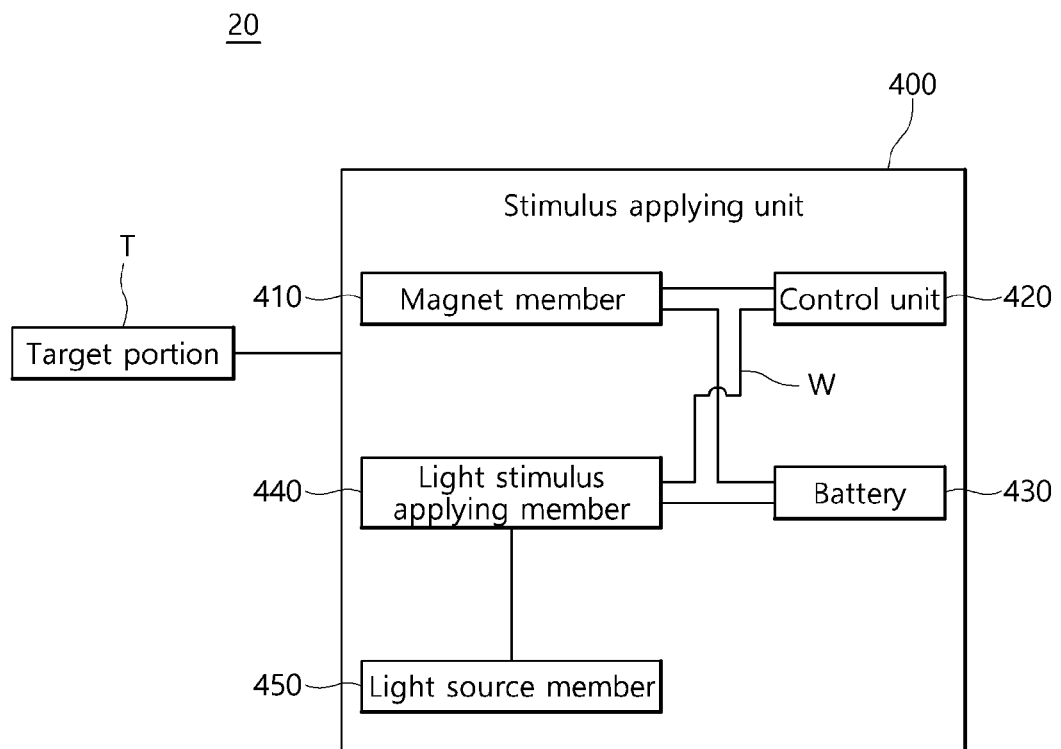 20
400
Stimulus applying unit
T
410
Magnet member
Control unit
420
Target portion
W
440
Light stimulus
applying member
Battery
430
450
Light source member